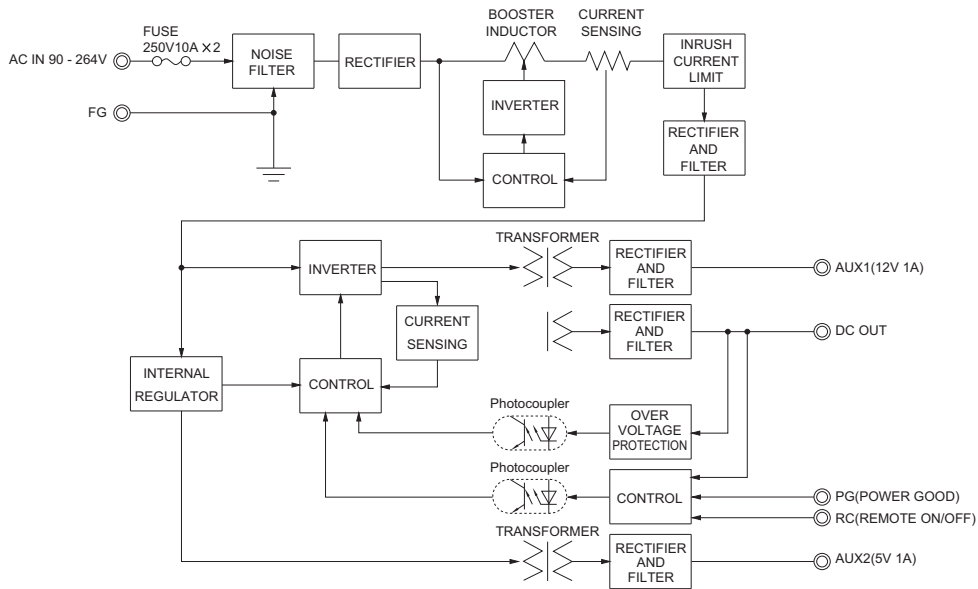 BOOSTER
INDUCTOR
CURRENT
SENSING
FUSE
250V10A ×2
AC IN 90 - 264V
NOISE
FILTER
RECTIFIER
INRUSH
CURRENT
LIMIT
FG
INVERTER
RECTIFIER
AND
FILTER
CONTROL
TRANSFORMER
INVERTER
RECTIFIER
AND
FILTER
AUX1(12V 1A)
CURRENT
SENSING
RECTIFIER
AND
FILTER
DC OUT
INTERNAL
REGULATOR
CONTROL
Photocoupler
OVER
VOLTAGE
PROTECTION
Photocoupler
CONTROL
PG(POWER GOOD)
RC(REMOTE ON/OFF)
TRANSFORMER
RECTIFIER
AND
FILTER
AUX2(5V 1A)